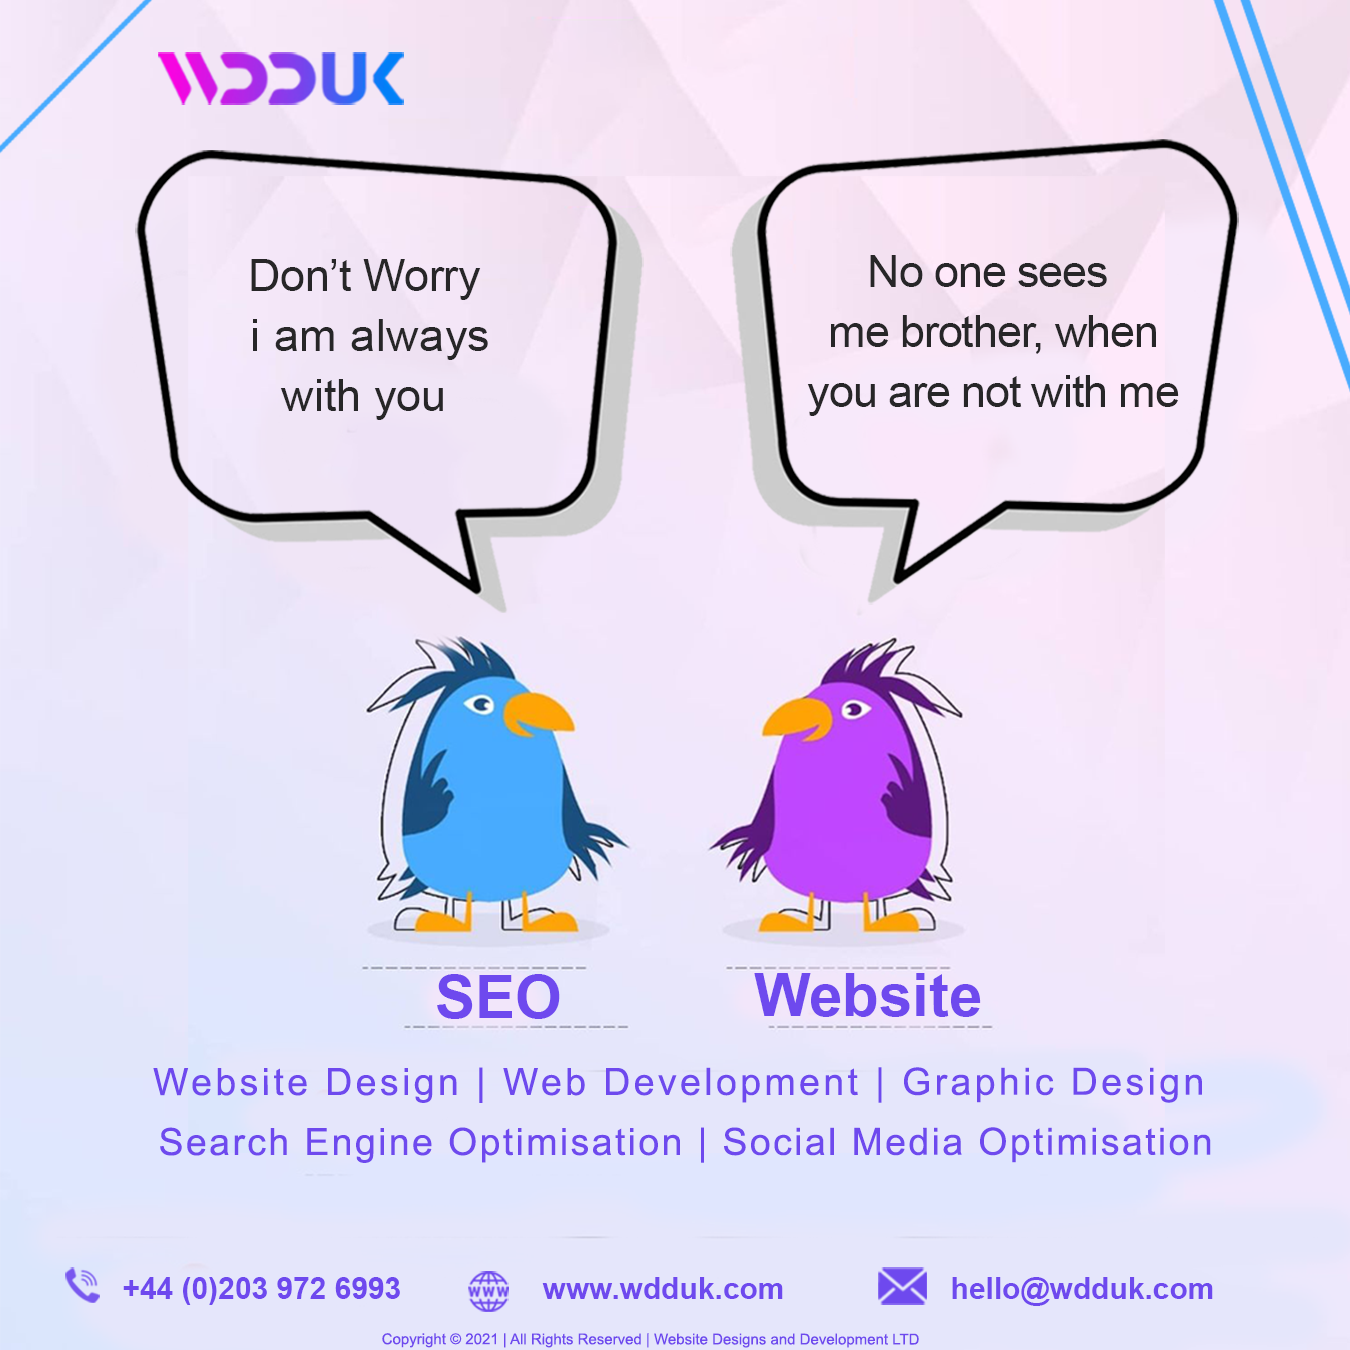 WDDUK
Don’t Worry
i am always
with you
No one sees
me brother, when
you are not with me
SEO
Website
Website Design | Web Development | Graphic Design
Search Engine Optimisation | Social Media Optimisation
+44 (0)203 972 6993
www
www.wdduk.com
hello@wdduk.com
Copyright © 2021 | All Rights Reserved | Website Designs and Development LTD